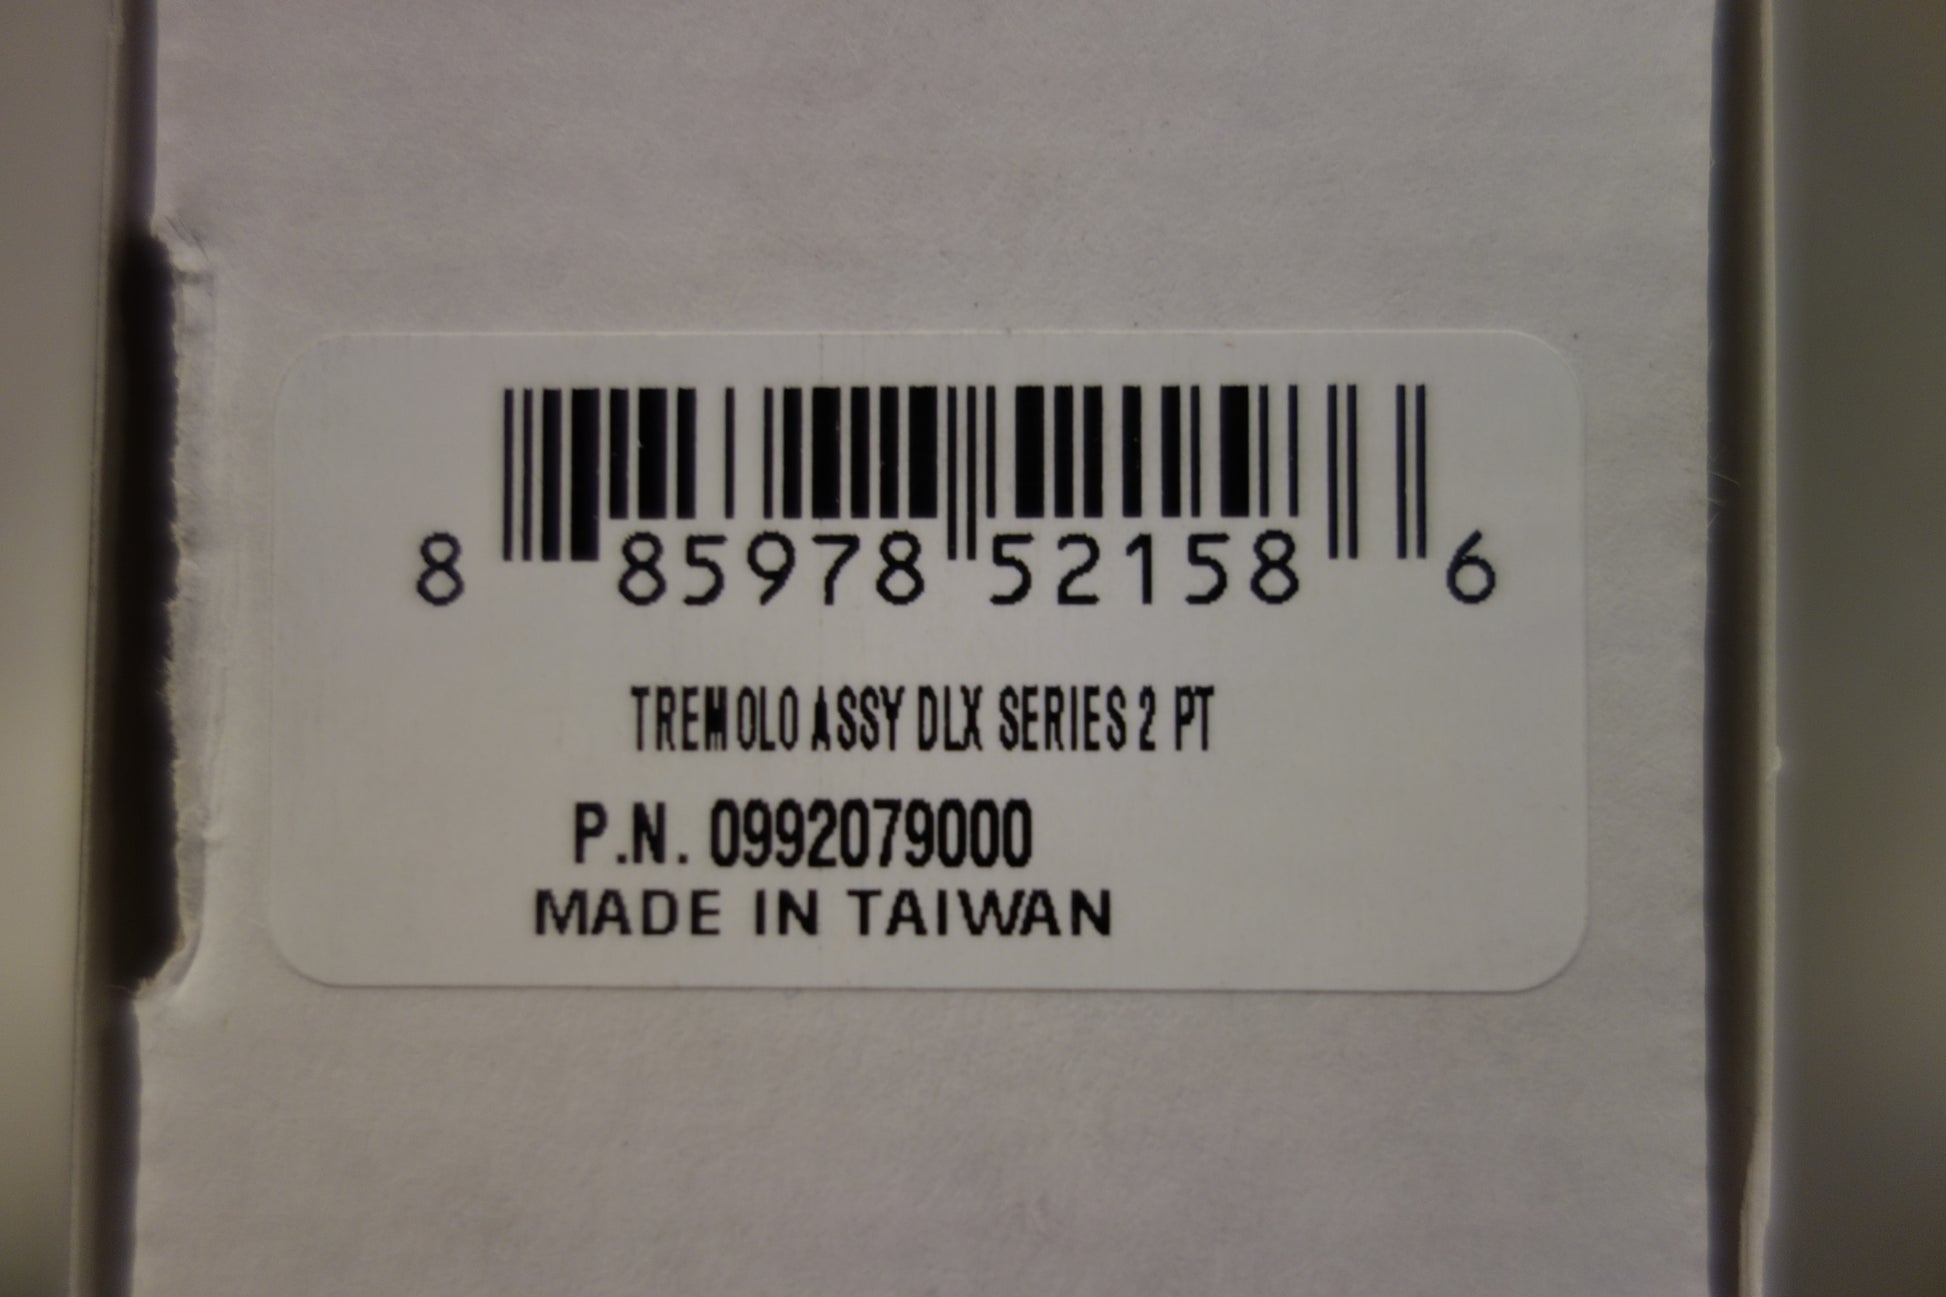 8 85978 52158 6
TREMOLO ASSY DLX SERIES 2 PT
P.N. 0992079000
MADE IN TAIWAN